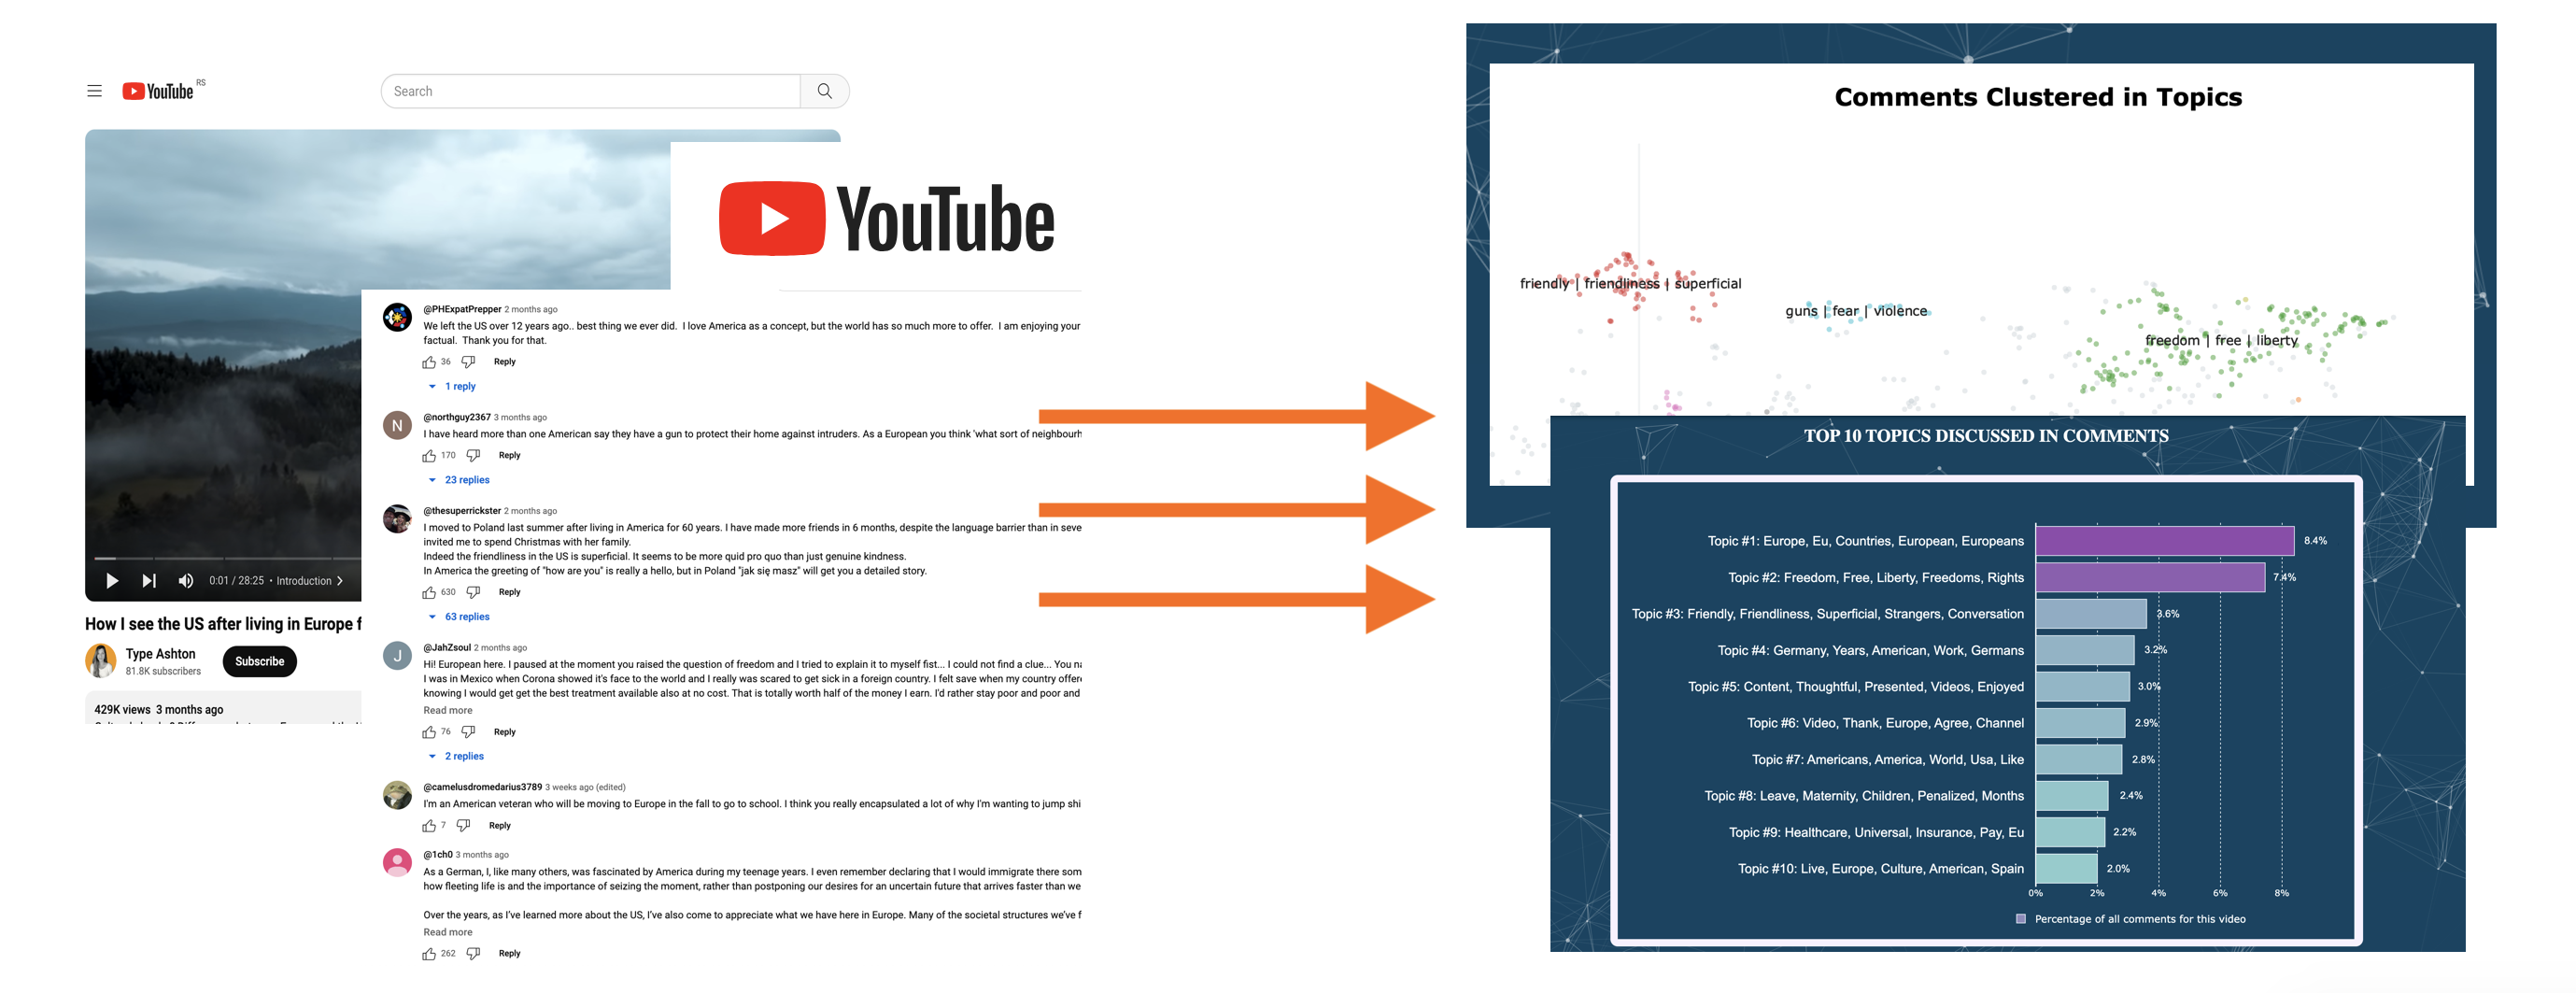 YouTube RS
Search
YouTube
@PHExpatPrepper 2 months ago
We left the US over 12 years ago.. best thing we ever did. I love America as a concept, but the world has so much more to offer. I am enjoying your
factual. Thank you for that.
36 Reply
1 reply
@northguy2367 3 months ago
N
I have heard more than one American say they have a gun to protect their home against intruders. As a European you think 'what sort of neighbourh
170 Reply
23 replies
@thesuperrickster 2 months ago
I moved to Poland last summer after living in America for 60 years. I have made more friends in 6 months, despite the language barrier than in seve
invited me to spend Christmas with her family.
Indeed the friendliness in the US is superficial. It seems to be more quid pro quo than just genuine kindness.
In America the greeting of "how are you" is really a hello, but in Poland "jak się masz" will get you a detailed story.
630 Reply
63 replies
0:01 / 28:25 • Introduction
How I see the US after living in Europe f
Type Ashton
81.8K subscribers
Subscribe
429K views 3 months ago
@JahZsoul 2 months ago
J
Hi! European here. I paused at the moment you raised the question of freedom and I tried to explain it to myself fist... I could not find a clue... You na
I was in Mexico when Corona showed it's face to the world and I really was scared to get sick in a foreign country. I felt save when my country offere
knowing I would get get the best treatment available also at no cost. That is totally worth half of the money I earn. I'd rather stay poor and poor and
Read more
76 Reply
2 replies
@camelusdromedarius3789 3 weeks ago (edited)
I'm an American veteran who will be moving to Europe in the fall to go to school. I think you really encapsulated a lot of why I'm wanting to jump shi
7 Reply
@1ch0 3 months ago
As a German, I, like many others, was fascinated by America during my teenage years. I even remember declaring that I would immigrate there som
how fleeting life is and the importance of seizing the moment, rather than postponing our desires for an uncertain future that arrives faster than we
Over the years, as I've learned more about the US, I've also come to appreciate what we have here in Europe. Many of the societal structures we've f
Read more
262 Reply
Comments Clustered in Topics
friendly | friendliness | superficial
guns | fear | violence
freedom | free | liberty
TOP 10 TOPICS DISCUSSED IN COMMENTS
Topic #1: Europe, Eu, Countries, European, Europeans 8.4%
Topic #2: Freedom, Free, Liberty, Freedoms, Rights 7.4%
Topic #3: Friendly, Friendliness, Superficial, Strangers, Conversation 3.6%
Topic #4: Germany, Years, American, Work, Germans 3.2%
Topic #5: Content, Thoughtful, Presented, Videos, Enjoyed 3.0%
Topic #6: Video, Thank, Europe, Agree, Channel 2.9%
Topic #7: Americans, America, World, Usa, Like 2.8%
Topic #8: Leave, Maternity, Children, Penalized, Months 2.4%
Topic #9: Healthcare, Universal, Insurance, Pay, Eu 2.2%
Topic #10: Live, Europe, Culture, American, Spain 2.0%
0% 2% 4% 6% 8%
Percentage of all comments for this video